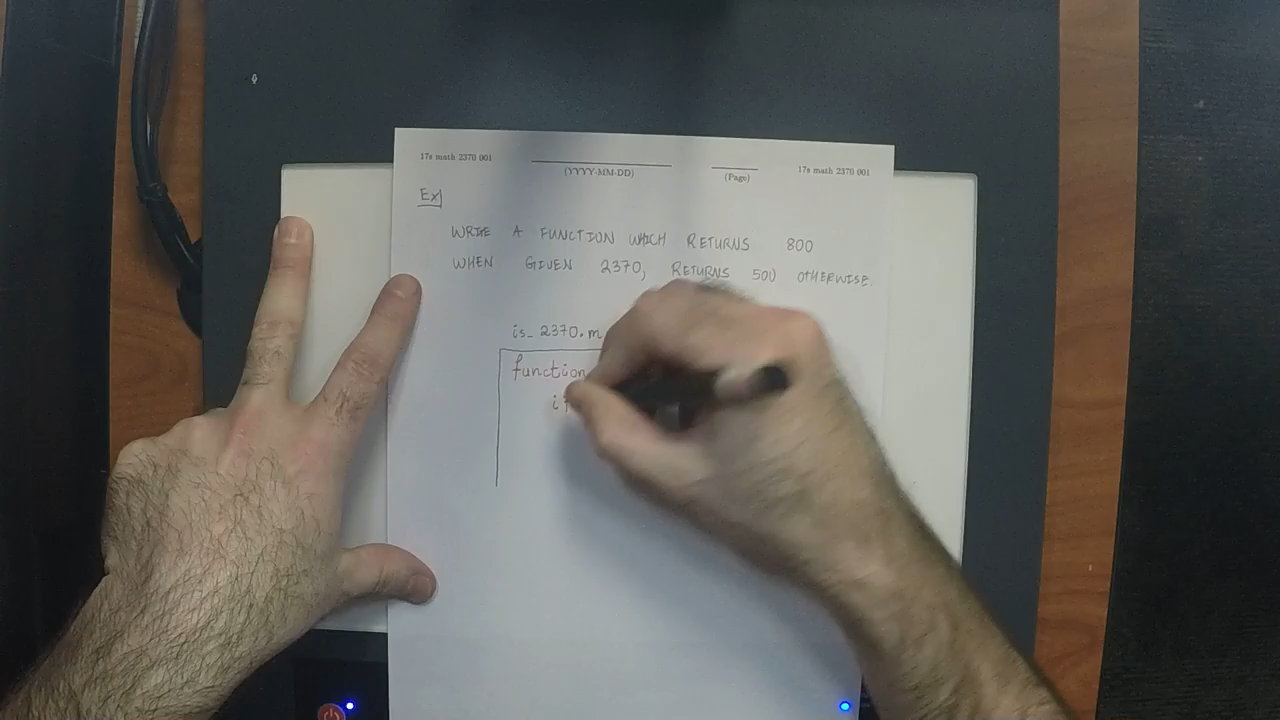 17s math 2370 001 (YYYY-MM-DD) (Page) 17s math 2370 001
Ex
WRITE A FUNCTION WHICH RETURNS 800
WHEN GIVEN 2370, RETURNS 500 OTHERWISE.
is_2370.m
function
if